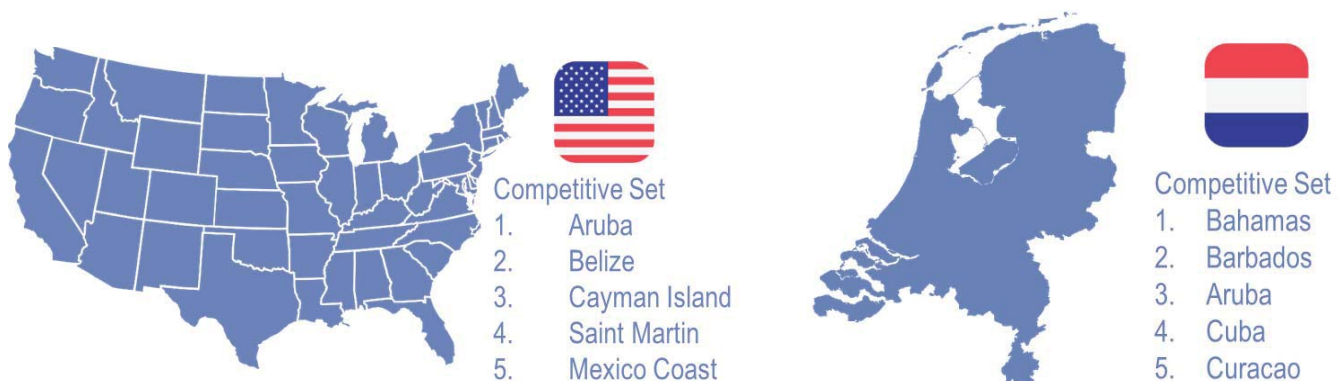 Competitive Set
1. Aruba
2. Belize
3. Cayman Island
4. Saint Martin
5. Mexico Coast
Competitive Set
1. Bahamas
2. Barbados
3. Aruba
4. Cuba
5. Curacao